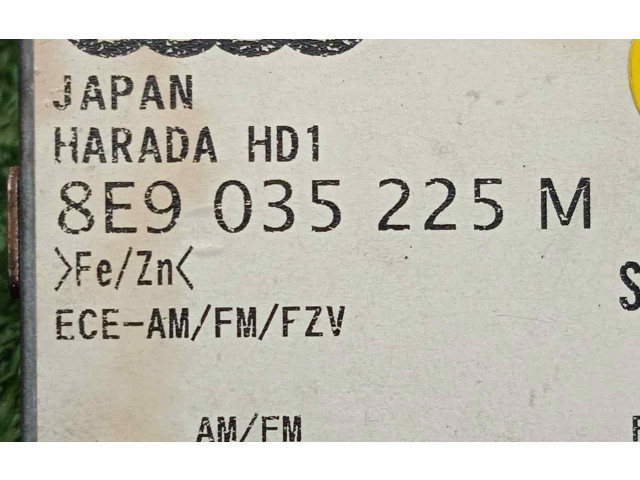 JAPAN
HARADA HD1
8E9 035 225 M
>Fe/Zn<
ECE-AM/FM/FZV
S
AM/FM